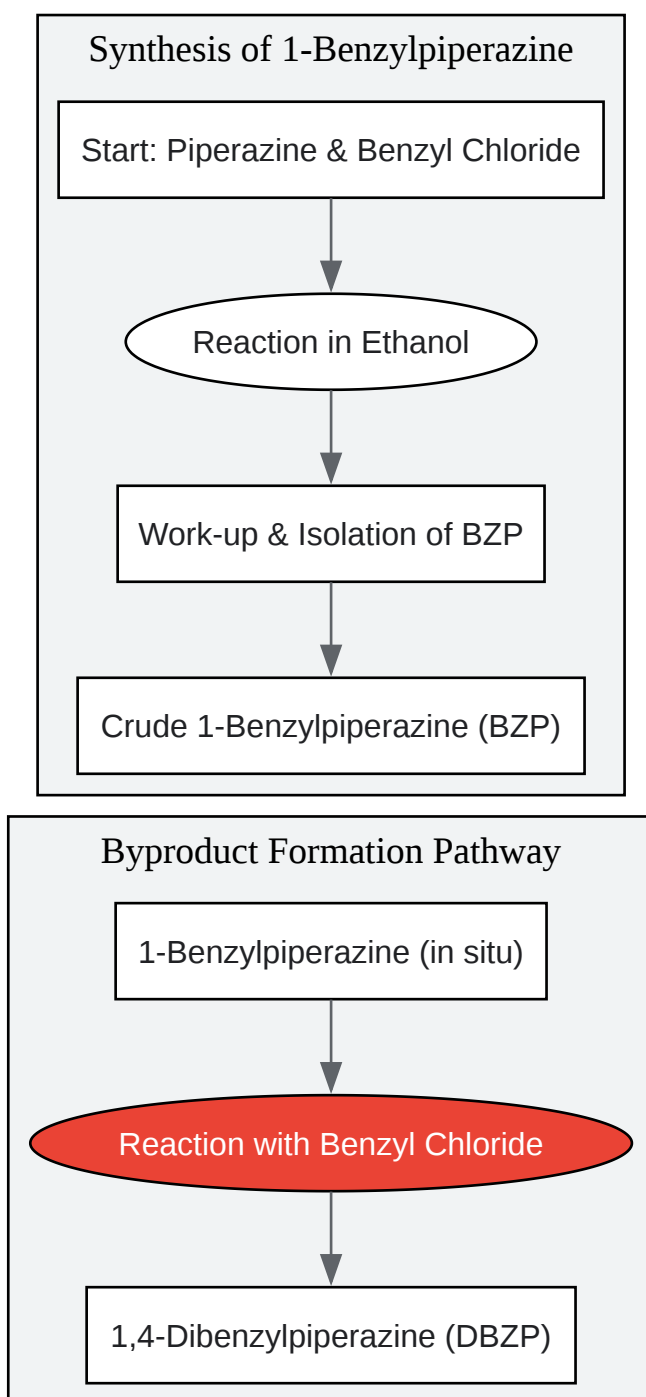 Synthesis of 1-Benzylpiperazine
Start: Piperazine & Benzyl Chloride
Reaction in Ethanol
Work-up & Isolation of BZP
Crude 1-Benzylpiperazine (BZP)
Byproduct Formation Pathway
1-Benzylpiperazine (in situ)
Reaction with Benzyl Chloride
1,4-Dibenzylpiperazine (DBZP)